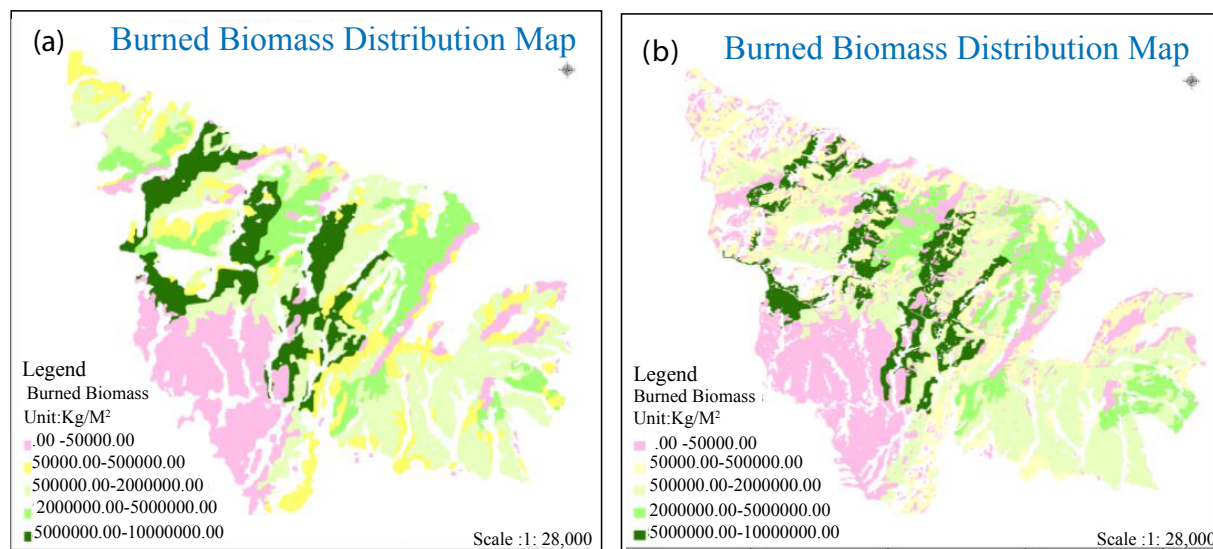 (a) Burned Biomass Distribution Map
Legend
Burned Biomass
Unit:Kg/M²
.00 -50000.00
50000.00-500000.00
500000.00-2000000.00
2000000.00-5000000.00
5000000.00-10000000.00
Scale :1: 28,000
(b) Burned Biomass Distribution Map
Legend
Burned Biomass
Unit:Kg/M²
.00 -50000.00
50000.00-500000.00
500000.00-2000000.00
2000000.00-5000000.00
5000000.00-10000000.00
Scale :1: 28,000